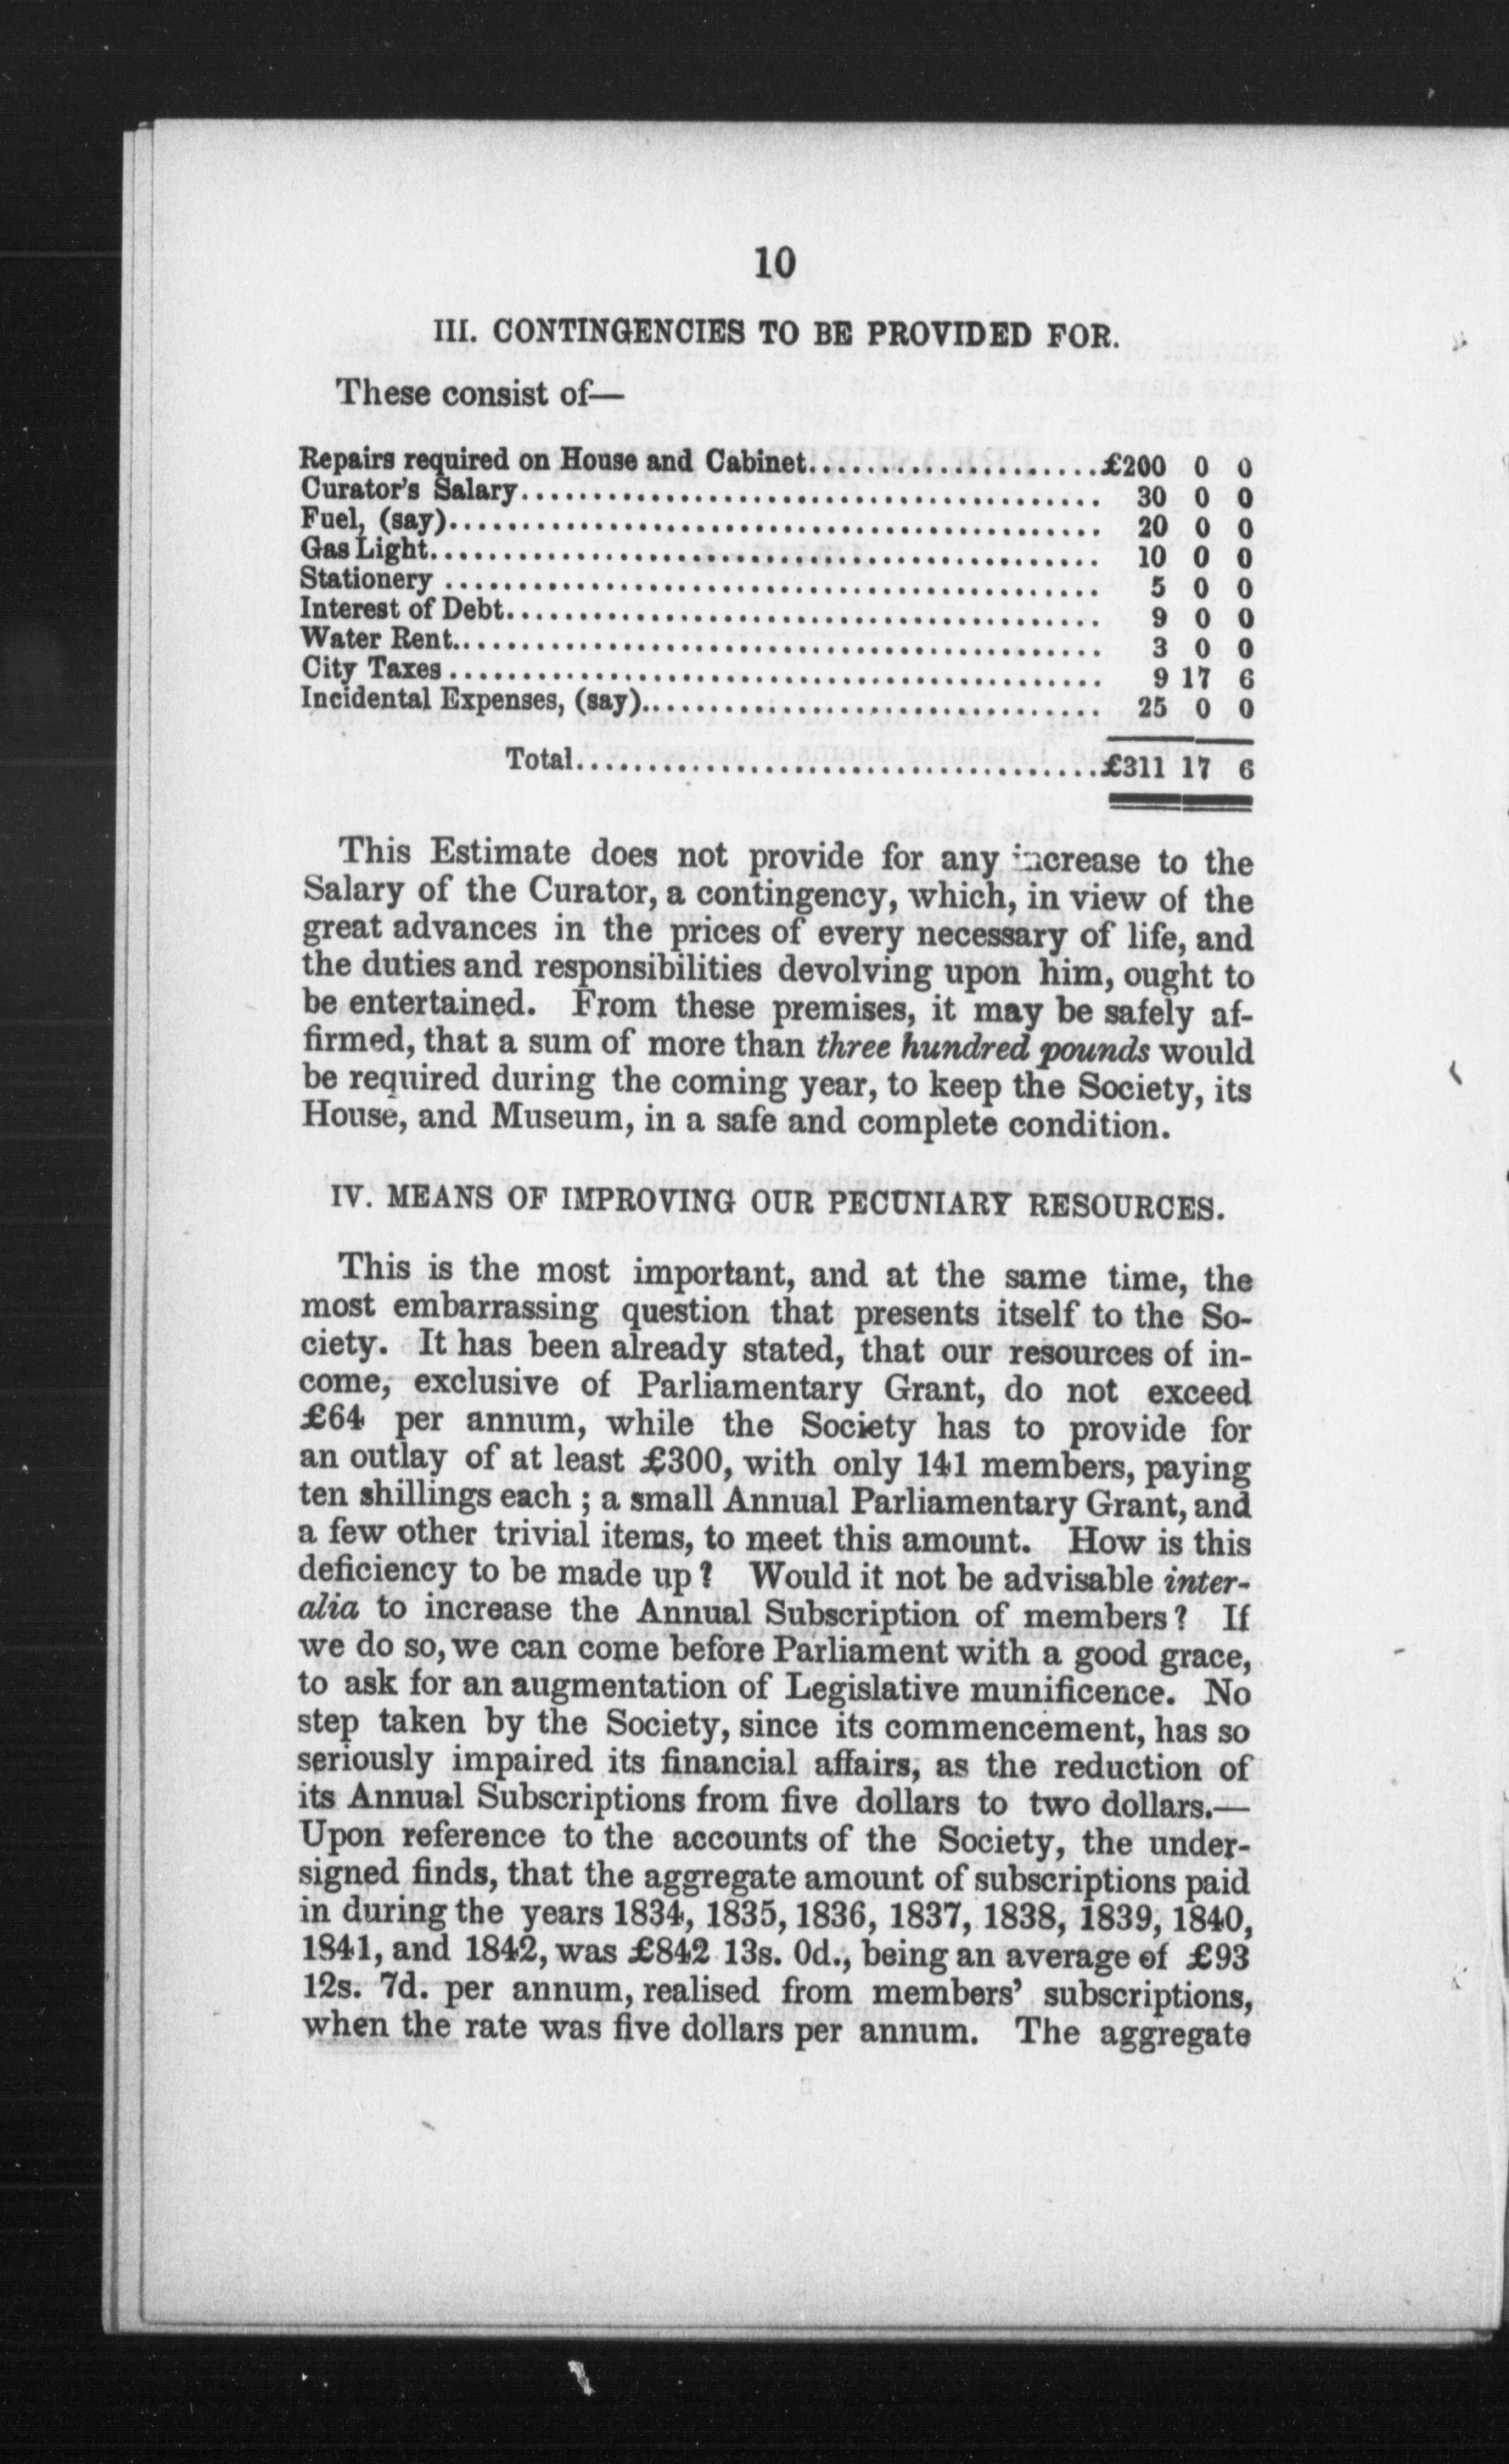 10
III. CONTINGENCIES TO BE PROVIDED FOR.
These consist of—
Repairs required on House and Cabinet....................£200 0 0
Curator's Salary........................................ 30 0 0
Fuel, (say)............................................. 20 0 0
Gas Light.............................................. 10 0 0
Stationery ............................................. 5 0 0
Interest of Debt......................................... 9 0 0
Water Rent............................................. 3 0 0
City Taxes ............................................. 9 17 6
Incidental Expenses, (say)................................ 25 0 0
Total....................................£311 17 6
This Estimate does not provide for any increase to the
Salary of the Curator, a contingency, which, in view of the
great advances in the prices of every necessary of life, and
the duties and responsibilities devolving upon him, ought to
be entertained. From these premises, it may be safely af-
firmed, that a sum of more than three hundred pounds would
be required during the coming year, to keep the Society, its
House, and Museum, in a safe and complete condition.
IV. MEANS OF IMPROVING OUR PECUNIARY RESOURCES.
This is the most important, and at the same time, the
most embarrassing question that presents itself to the So-
ciety. It has been already stated, that our resources of in-
come, exclusive of Parliamentary Grant, do not exceed
£64 per annum, while the Society has to provide for
an outlay of at least £300, with only 141 members, paying
ten shillings each ; a small Annual Parliamentary Grant, and
a few other trivial items, to meet this amount. How is this
deficiency to be made up ? Would it not be advisable inter-
alia to increase the Annual Subscription of members ? If
we do so, we can come before Parliament with a good grace,
to ask for an augmentation of Legislative munificence. No
step taken by the Society, since its commencement, has so
seriously impaired its financial affairs, as the reduction of
its Annual Subscriptions from five dollars to two dollars.—
Upon reference to the accounts of the Society, the under-
signed finds, that the aggregate amount of subscriptions paid
in during the years 1834, 1835, 1836, 1837, 1838, 1839, 1840,
1841, and 1842, was £842 13s. 0d., being an average of £93
12s. 7d. per annum, realised from members' subscriptions,
when the rate was five dollars per annum. The aggregate